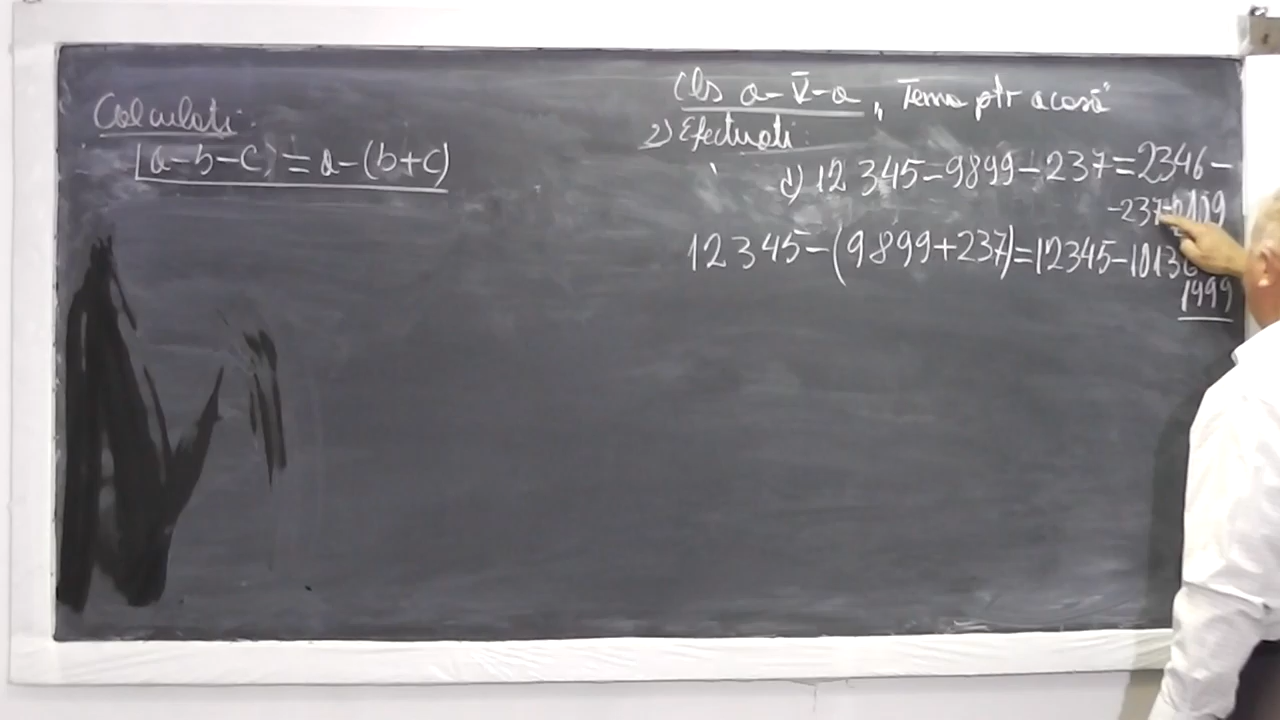 Calculati:
(a-b-c) = a-(b+c)
Cls a-V-a „Tema ptr acasă"
2) Efectuati:
d) 12 345-9899-237=2346-
-237=2109
12345-(9899+237)=12345-10136
1999